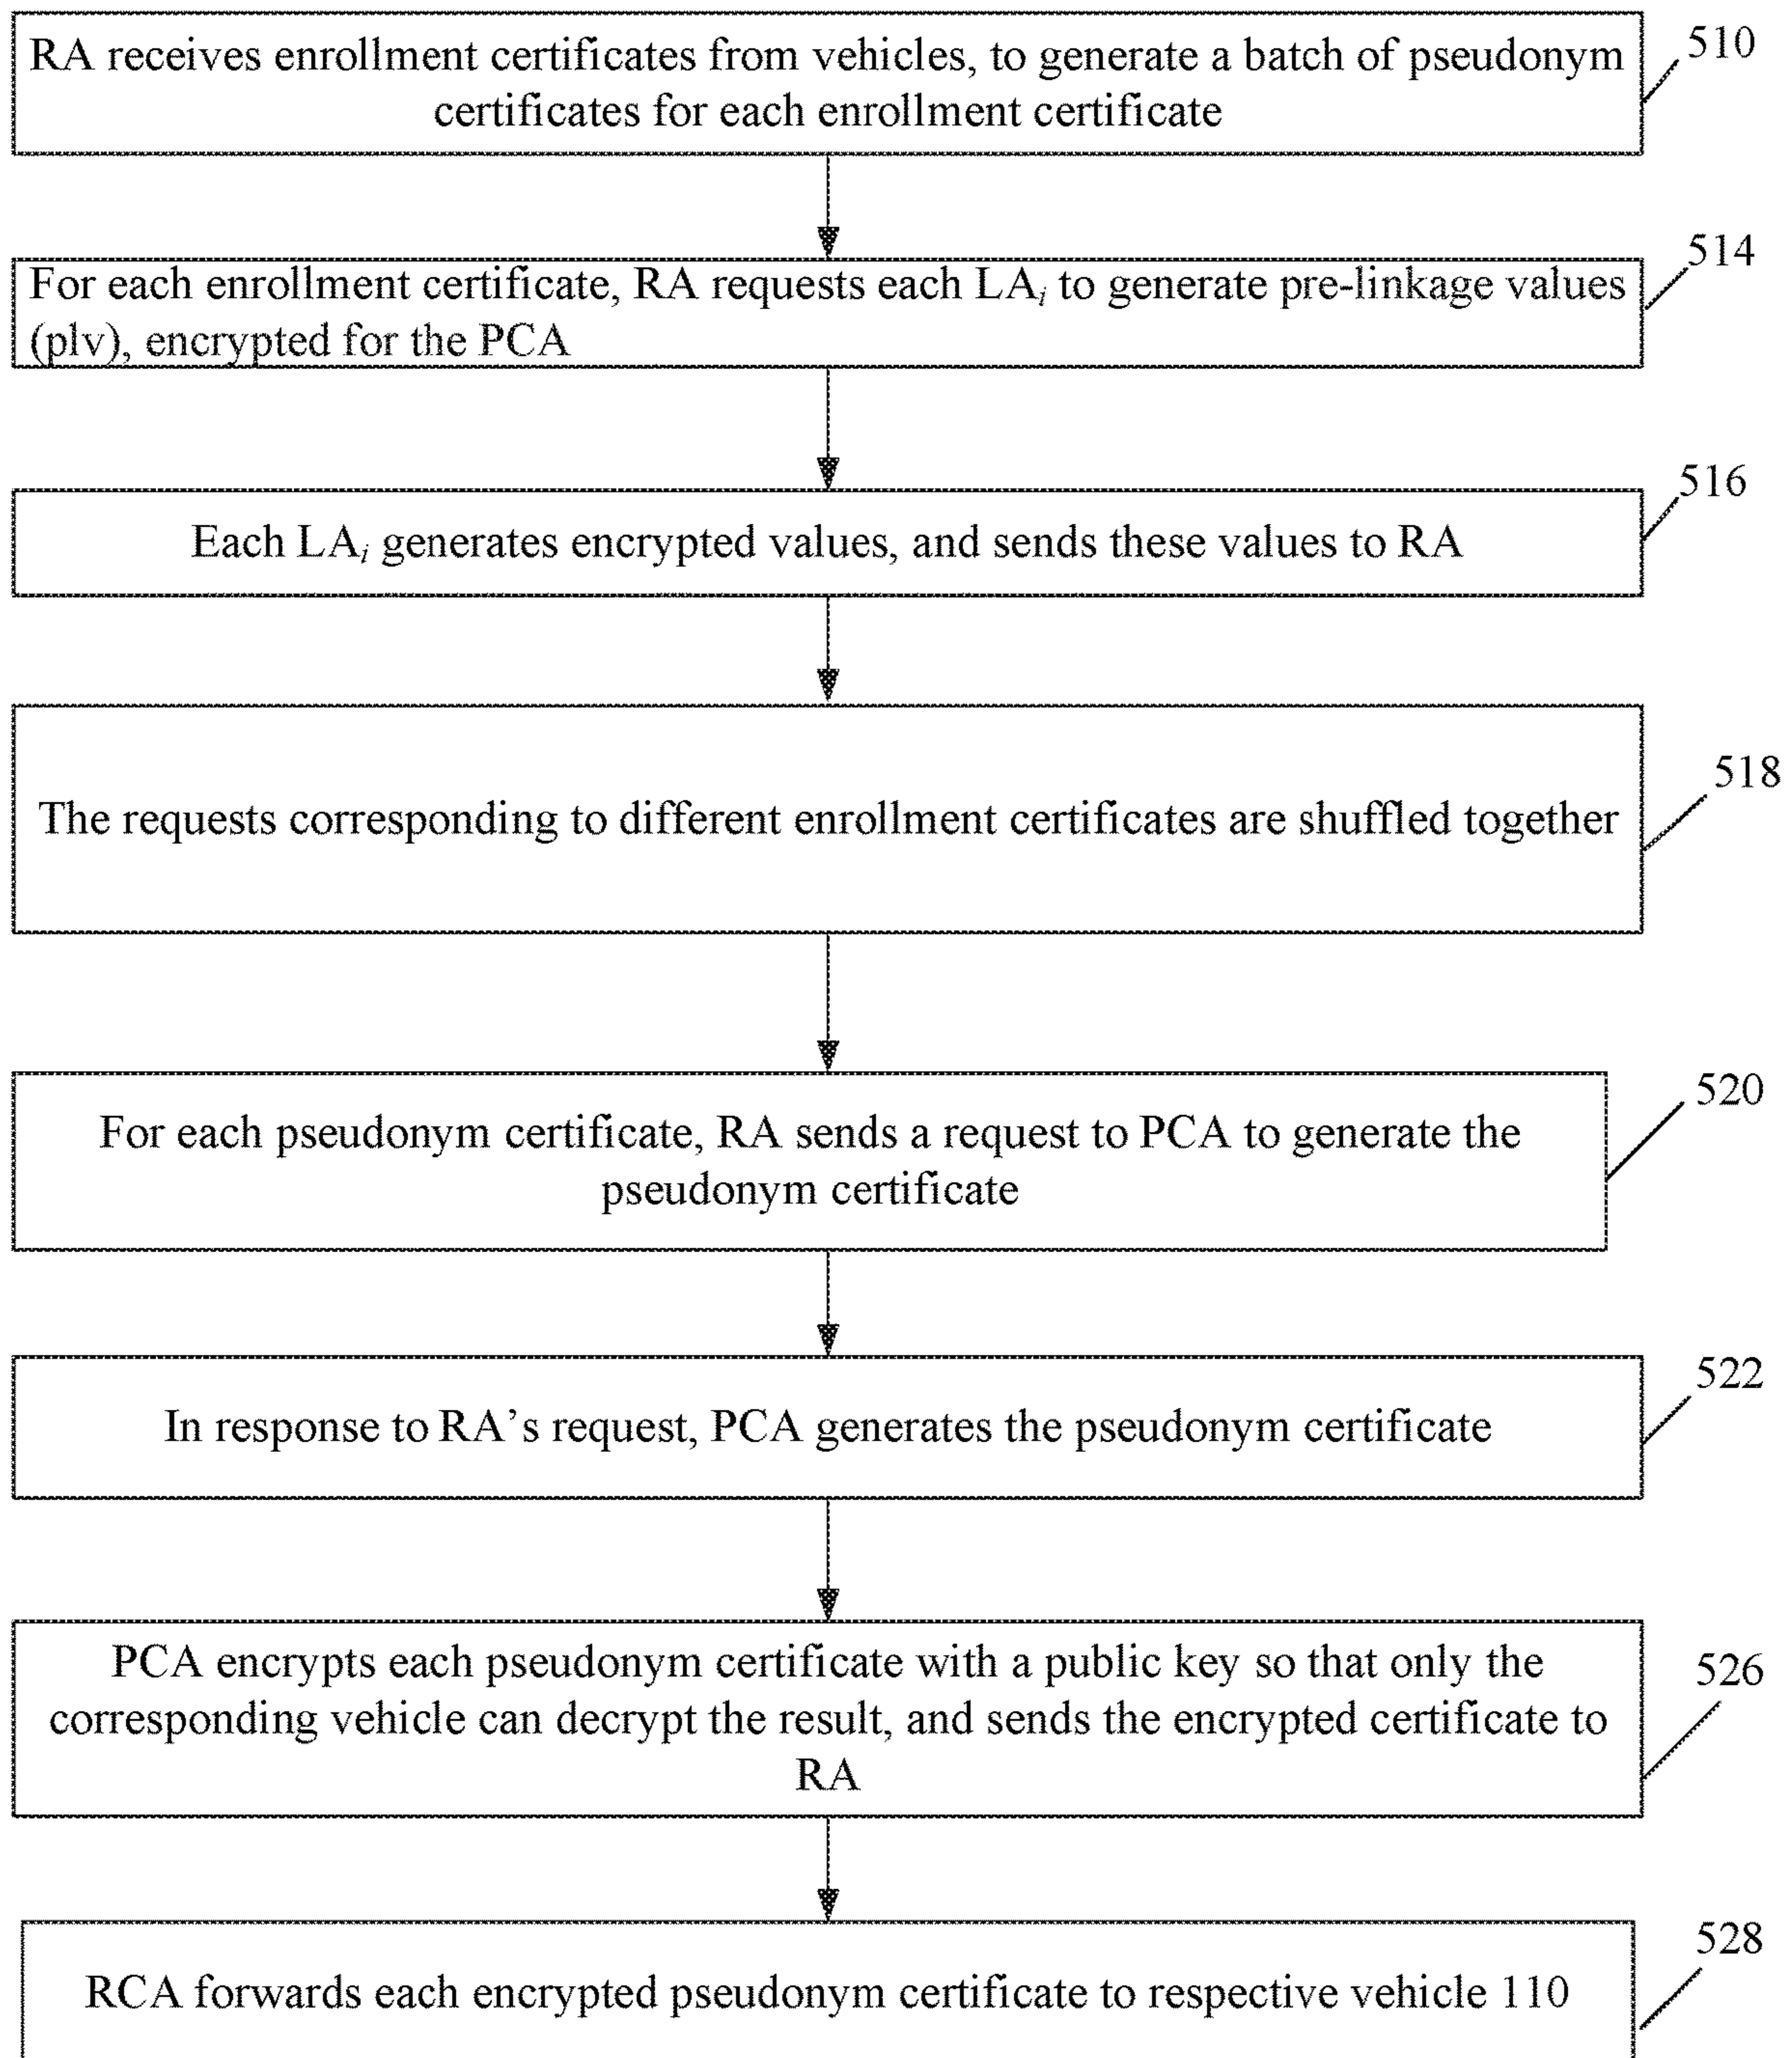 RA receives enrollment certificates from vehicles, to generate a batch of pseudonym
certificates for each enrollment certificate
510
For each enrollment certificate, RA requests each LAi to generate pre-linkage values
(plv), encrypted for the PCA
514
Each LAi generates encrypted values, and sends these values to RA
516
The requests corresponding to different enrollment certificates are shuffled together
518
For each pseudonym certificate, RA sends a request to PCA to generate the
pseudonym certificate
520
In response to RA's request, PCA generates the pseudonym certificate
522
PCA encrypts each pseudonym certificate with a public key so that only the
corresponding vehicle can decrypt the result, and sends the encrypted certificate to
RA
526
RCA forwards each encrypted pseudonym certificate to respective vehicle 110
528